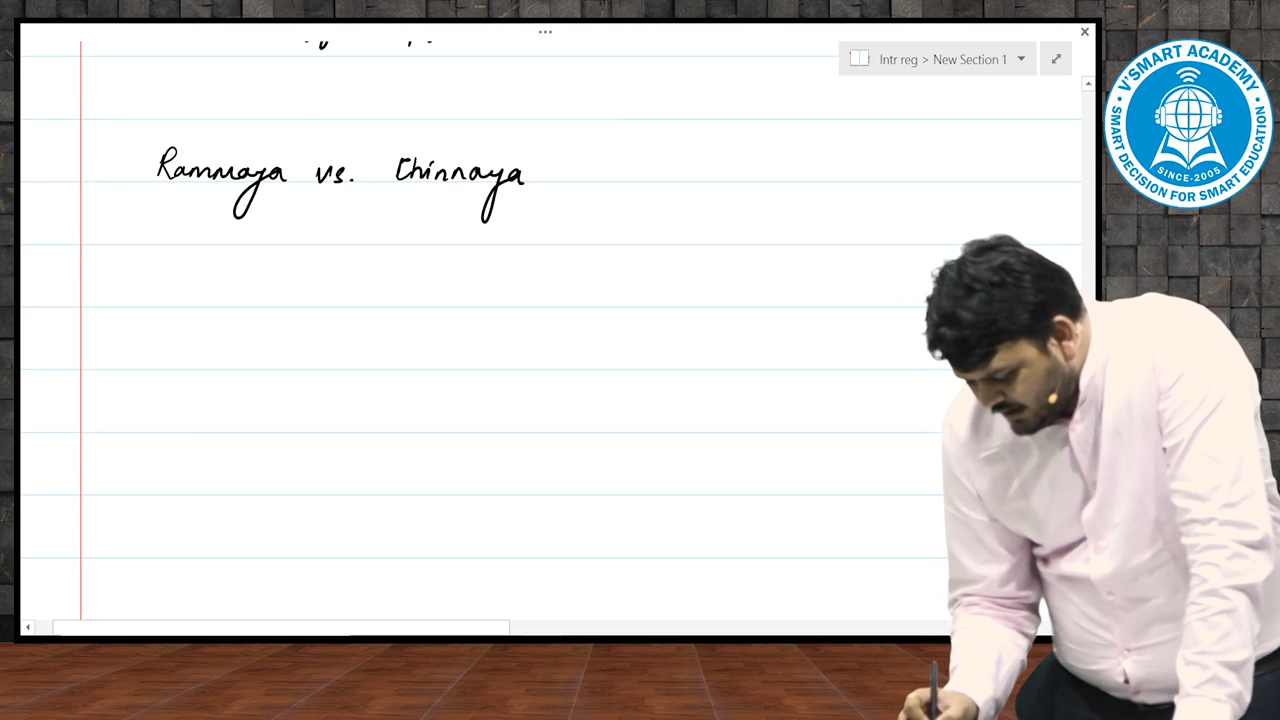 Intr reg > New Section 1
Rammaya vs. Chinnaya
V'SMART ACADEMY
SINCE-2005
SMART DECISION FOR SMART EDUCATION